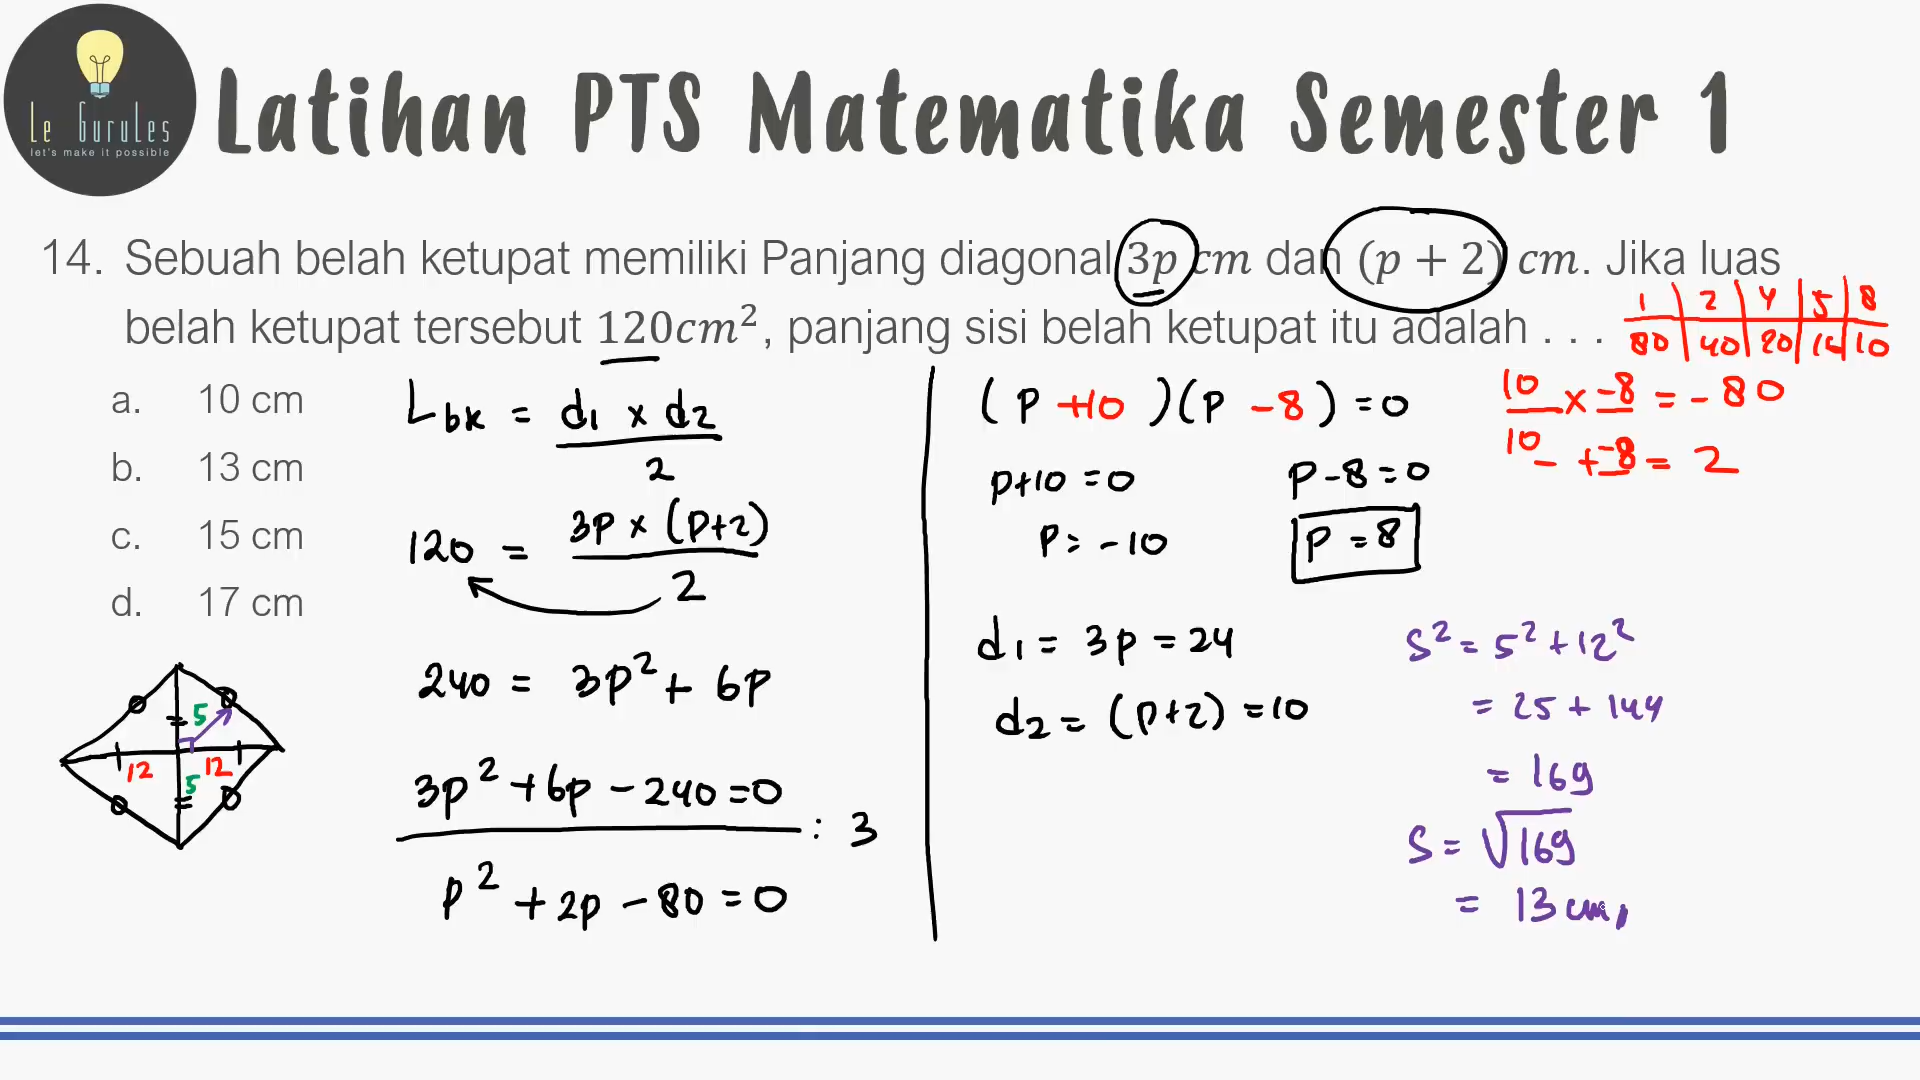 Le Gurules
let's make it possible
Latihan PTS Matematika Semester 1
14. Sebuah belah ketupat memiliki Panjang diagonal 3p cm dan (p + 2) cm. Jika luas
belah ketupat tersebut 120cm², panjang sisi belah ketupat itu adalah . . .
a. 10 cm
b. 13 cm
c. 15 cm
d. 17 cm
5
12 12
5
Lbk = d1 x d2
2
120 = 3p x (p+2)
2
240 = 3p² + 6p
3p² + 6p - 240 = 0 : 3
p² + 2p - 80 = 0
(p +10)(p -8) = 0
p+10 = 0
p = -10
p - 8 = 0
p = 8
d1 = 3p = 24
d2 = (p+2) = 10
1 | 2 | 4 | 5 | 8
80 | 40 | 20 | 16 | 10
10 x -8 = -80
10 + -8 = 2
S² = 5² + 12²
= 25 + 144
= 169
S = √169
= 13 cm